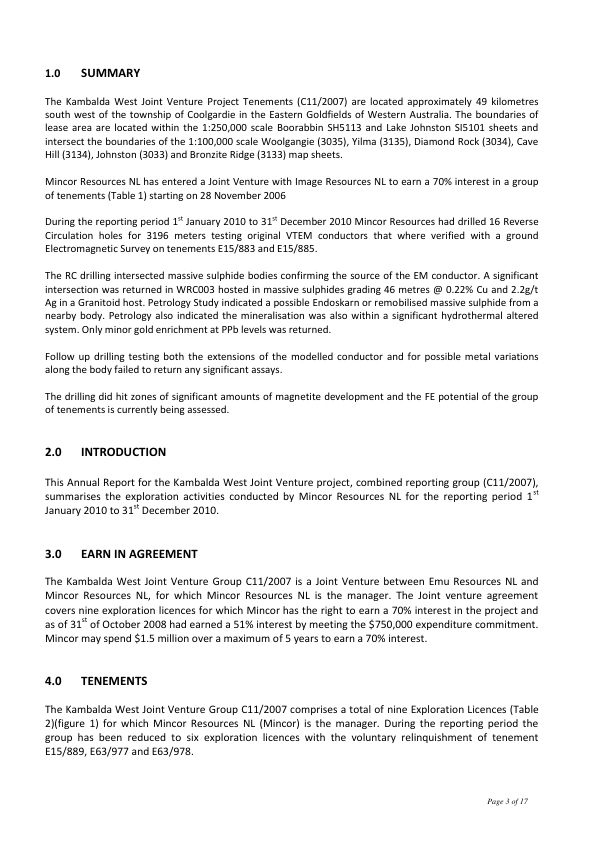 1.0 SUMMARY
The Kambalda West Joint Venture Project Tenements (C11/2007) are located approximately 49 kilometres
south west of the township of Coolgardie in the Eastern Goldfields of Western Australia. The boundaries of
lease area are located within the 1:250,000 scale Boorabbin SH5113 and Lake Johnston SI5101 sheets and
intersect the boundaries of the 1:100,000 scale Woolgangie (3035), Yilma (3135), Diamond Rock (3034), Cave
Hill (3134), Johnston (3033) and Bronzite Ridge (3133) map sheets.
Mincor Resources NL has entered a Joint Venture with Image Resources NL to earn a 70% interest in a group
of tenements (Table 1) starting on 28 November 2006
During the reporting period 1st January 2010 to 31st December 2010 Mincor Resources had drilled 16 Reverse
Circulation holes for 3196 meters testing original VTEM conductors that where verified with a ground
Electromagnetic Survey on tenements E15/883 and E15/885.
The RC drilling intersected massive sulphide bodies confirming the source of the EM conductor. A significant
intersection was returned in WRC003 hosted in massive sulphides grading 46 metres @ 0.22% Cu and 2.2g/t
Ag in a Granitoid host. Petrology Study indicated a possible Endoskarn or remobilised massive sulphide from a
nearby body. Petrology also indicated the mineralisation was also within a significant hydrothermal altered
system. Only minor gold enrichment at PPb levels was returned.
Follow up drilling testing both the extensions of the modelled conductor and for possible metal variations
along the body failed to return any significant assays.
The drilling did hit zones of significant amounts of magnetite development and the FE potential of the group
of tenements is currently being assessed.
2.0 INTRODUCTION
This Annual Report for the Kambalda West Joint Venture project, combined reporting group (C11/2007),
summarises the exploration activities conducted by Mincor Resources NL for the reporting period 1st
January 2010 to 31st December 2010.
3.0 EARN IN AGREEMENT
The Kambalda West Joint Venture Group C11/2007 is a Joint Venture between Emu Resources NL and
Mincor Resources NL, for which Mincor Resources NL is the manager. The Joint venture agreement
covers nine exploration licences for which Mincor has the right to earn a 70% interest in the project and
as of 31st of October 2008 had earned a 51% interest by meeting the $750,000 expenditure commitment.
Mincor may spend $1.5 million over a maximum of 5 years to earn a 70% interest.
4.0 TENEMENTS
The Kambalda West Joint Venture Group C11/2007 comprises a total of nine Exploration Licences (Table
2)(figure 1) for which Mincor Resources NL (Mincor) is the manager. During the reporting period the
group has been reduced to six exploration licences with the voluntary relinquishment of tenement
E15/889, E63/977 and E63/978.
Page 3 of 17